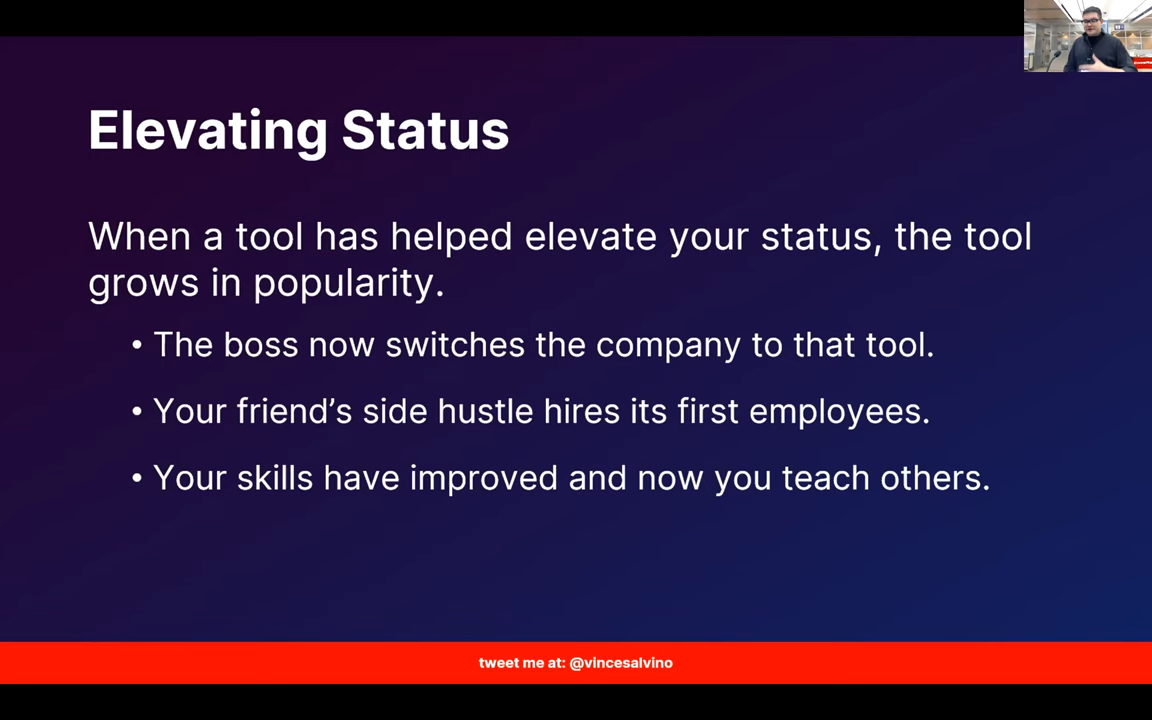 Elevating Status
When a tool has helped elevate your status, the tool
grows in popularity.
• The boss now switches the company to that tool.
• Your friend’s side hustle hires its first employees.
• Your skills have improved and now you teach others.
tweet me at: @vincesalvino